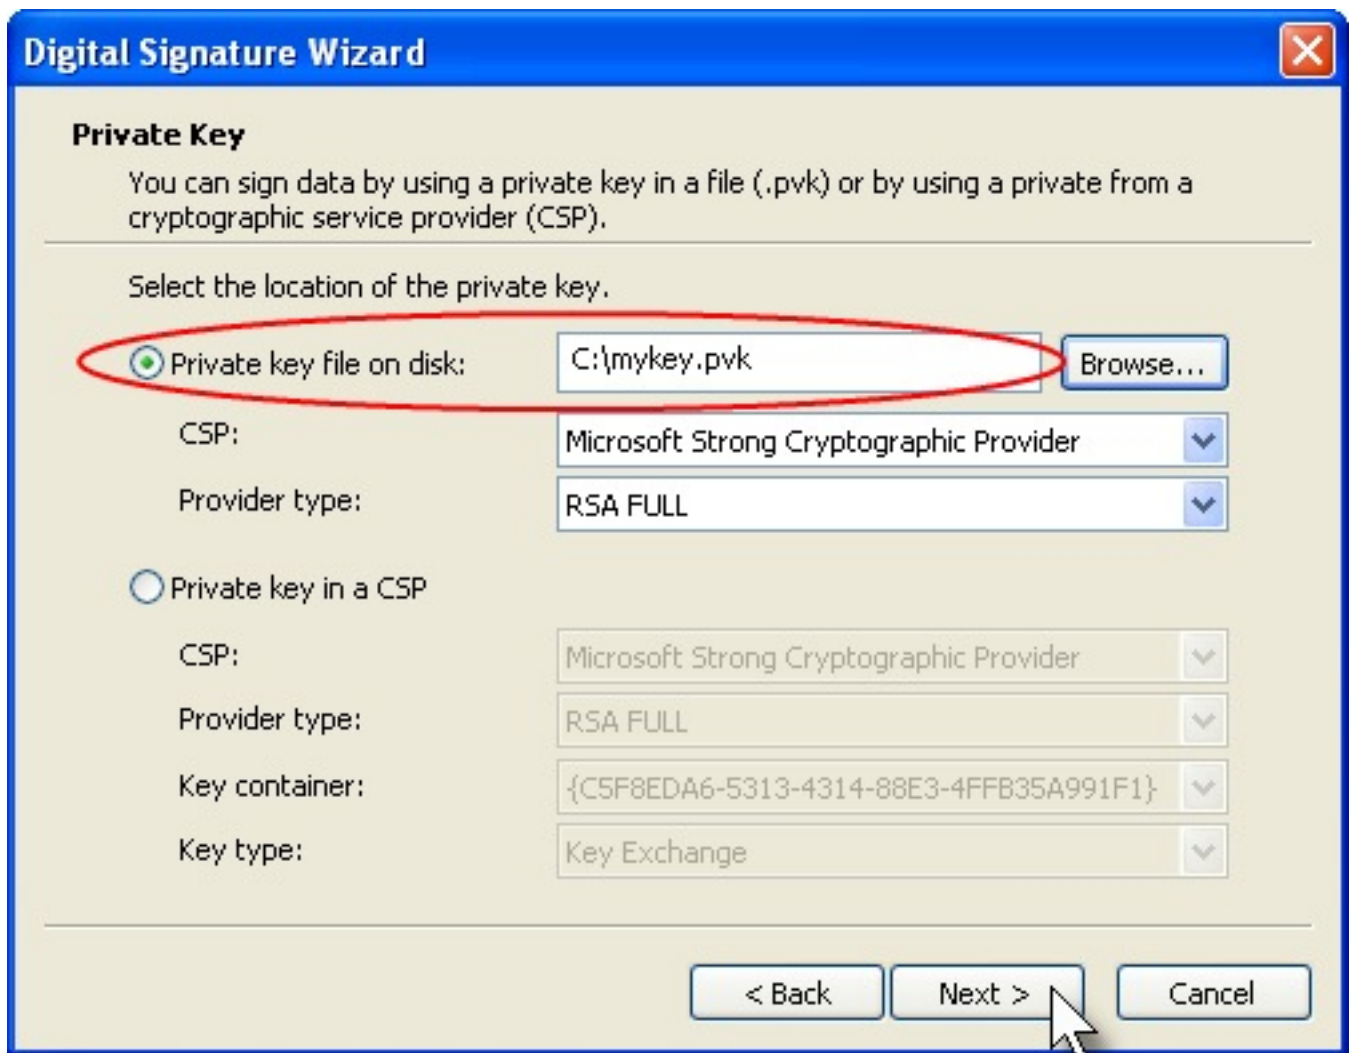 Digital Signature Wizard
Private Key
You can sign data by using a private key in a file (.pvk) or by using a private from a
cryptographic service provider (CSP).
Select the location of the private key.
Private key file on disk: C:\mykey.pvk Browse...
CSP: Microsoft Strong Cryptographic Provider
Provider type: RSA FULL
Private key in a CSP
CSP: Microsoft Strong Cryptographic Provider
Provider type: RSA FULL
Key container: {C5F8EDA6-5313-4314-88E3-4FFB35A991F1}
Key type: Key Exchange
< Back Next > Cancel